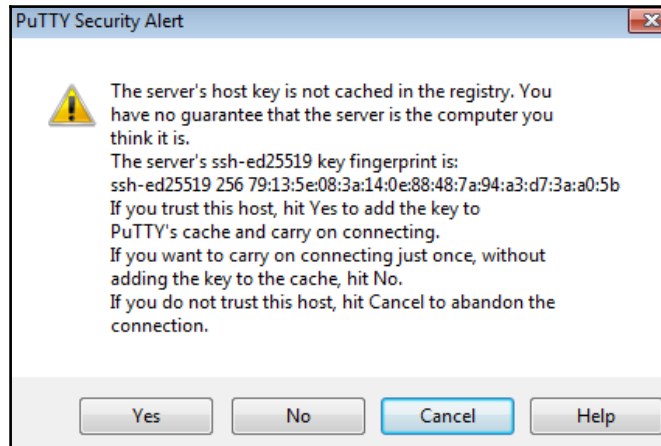 PuTTY Security Alert
The server's host key is not cached in the registry. You
have no guarantee that the server is the computer you
think it is.
The server's ssh-ed25519 key fingerprint is:
ssh-ed25519 256 79:13:5e:08:3a:14:0e:88:48:7a:94:a3:d7:3a:a0:5b
If you trust this host, hit Yes to add the key to
PuTTY's cache and carry on connecting.
If you want to carry on connecting just once, without
adding the key to the cache, hit No.
If you do not trust this host, hit Cancel to abandon the
connection.
Yes No Cancel Help